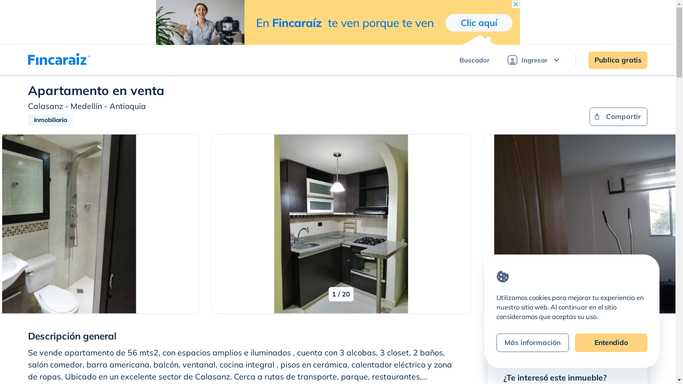 En Fincaraíz te ven porque te ven
Clic aquí
Fincaraiz
Buscador
Ingresar
Publica gratis
Apartamento en venta
Calasanz - Medellín - Antioquia
Inmobiliaria
Compartir
1 / 20
Utilizamos cookies para mejorar tu experiencia en
nuestro sitio web. Al continuar en el sitio
consideramos que aceptas su uso.
Más información
Entendido
Descripción general
Se vende apartamento de 56 mts2, con espacios amplios e iluminados , cuenta con 3 alcobas, 3 closet, 2 baños,
salón comedor, barra americana, balcón, ventanal, cocina integral , pisos en cerámica, calentador eléctrico y zona
de ropas. Ubicado en un excelente sector de Calasanz. Cerca a rutas de transporte, parque, restaurantes,...
¿Te interesó este inmueble?